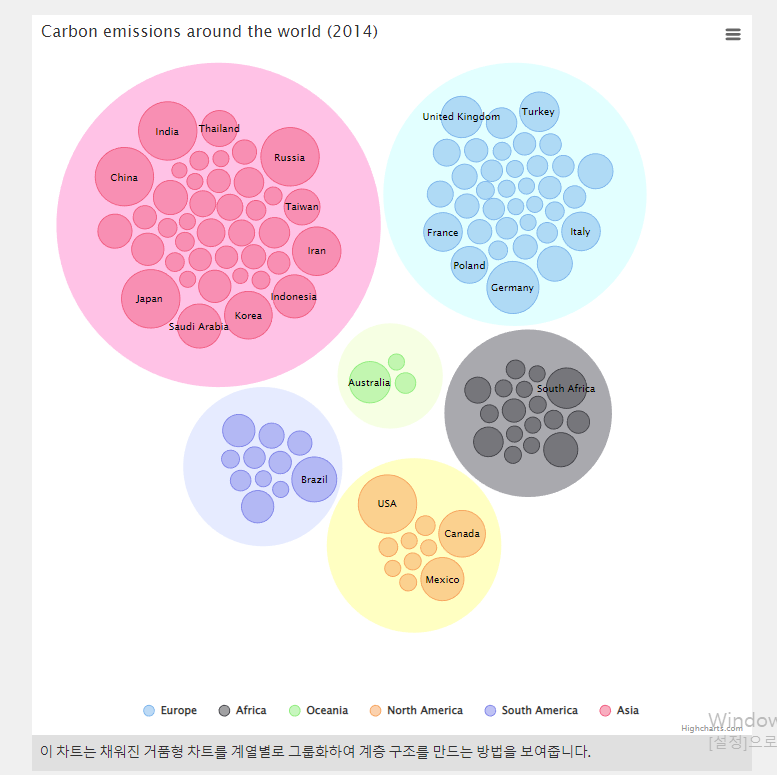 Carbon emissions around the world (2014)
India
Thailand
Russia
China
Taiwan
Iran
Japan
Indonesia
Korea
Saudi Arabia
United Kingdom
Turkey
France
Italy
Poland
Germany
Australia
South Africa
Brazil
USA
Canada
Mexico
Europe Africa Oceania North America South America Asia
Window
Highcharts.com
[설정]으로
이 차트는 채워진 거품형 차트를 계열별로 그룹화하여 계층 구조를 만드는 방법을 보여줍니다.